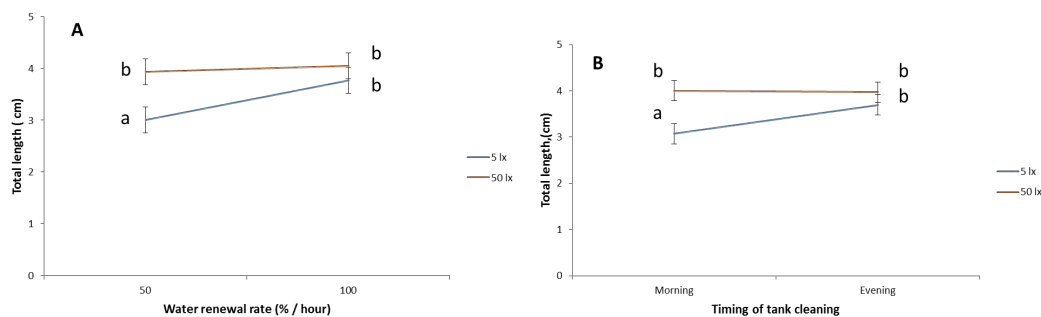 A
5
4
3
2
1
0
Total length ( cm)
b
b
a
b
5 lx
50 lx
50
100
Water renewal rate (% / hour)
B
5
4
3
2
1
0
Total length,(cm)
b
b
a
b
5 lx
50 lx
Morning
Evening
Timing of tank cleaning